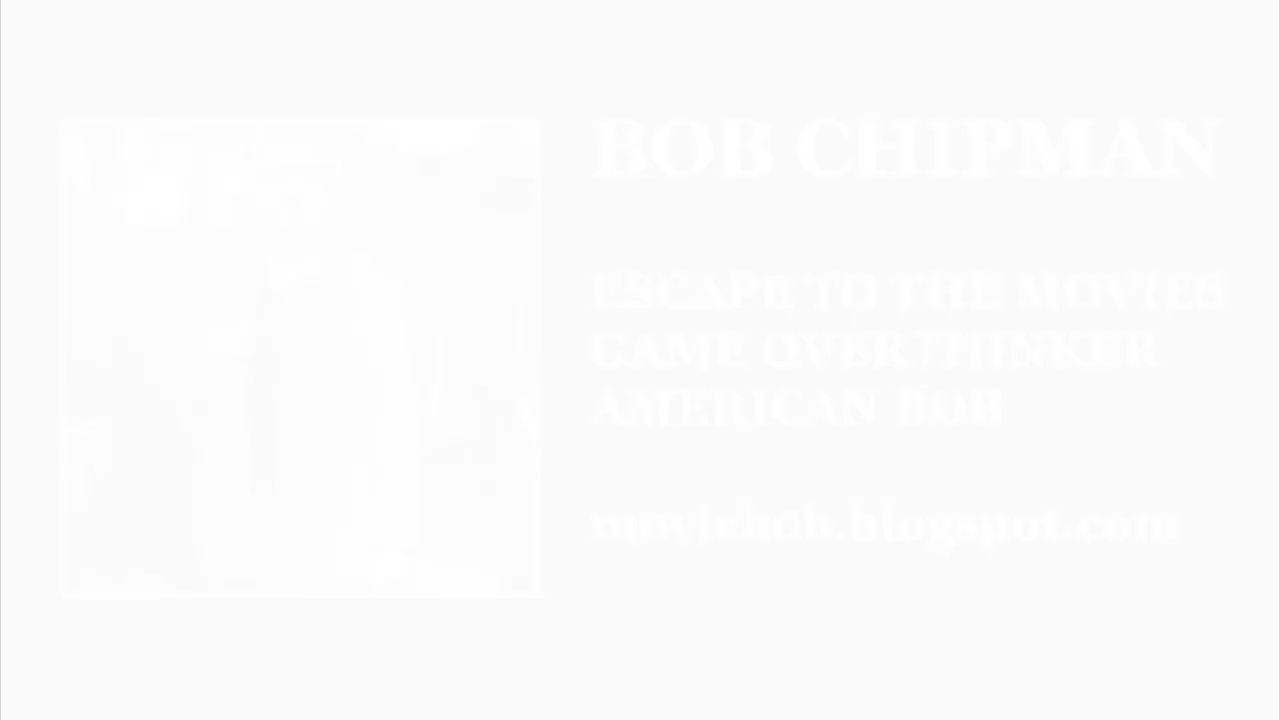 BOB CHIPMAN
ESCAPE TO THE MOVIES
GAME OVERTHINKER
AMERICAN BOB
moviebob.blogspot.com